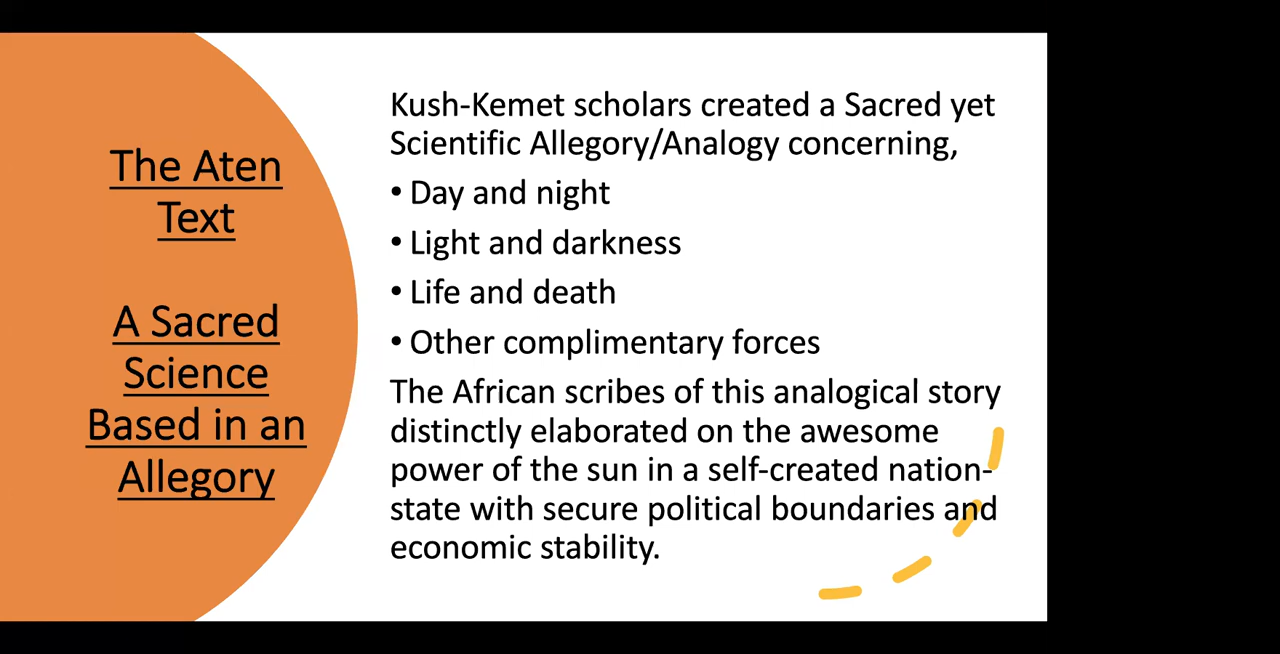 The Aten
Text
A Sacred
Science
Based in an
Allegory
Kush-Kemet scholars created a Sacred yet
Scientific Allegory/Analogy concerning,
• Day and night
• Light and darkness
• Life and death
• Other complimentary forces
The African scribes of this analogical story
distinctly elaborated on the awesome
power of the sun in a self-created nation-
state with secure political boundaries and
economic stability.